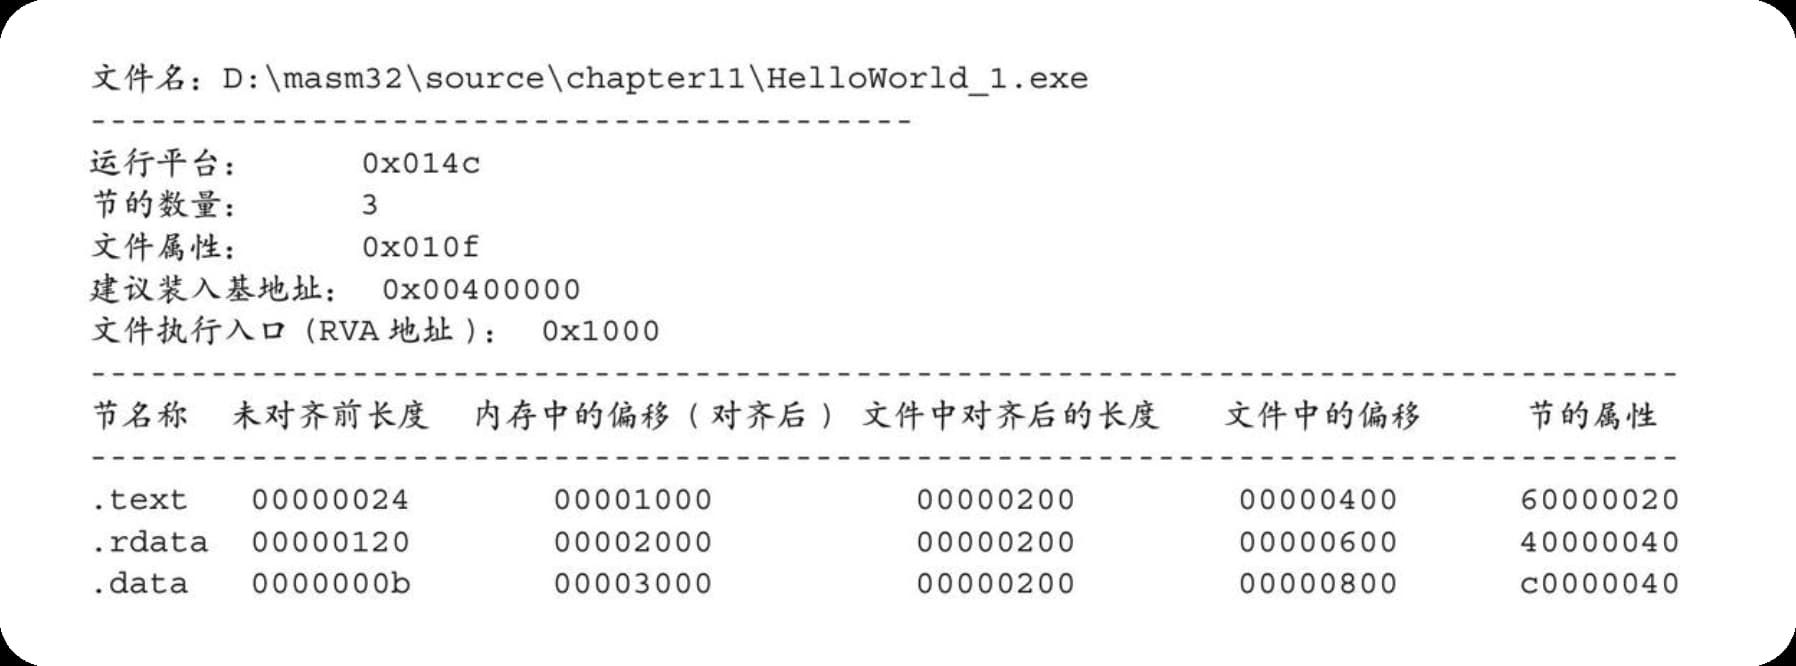 文件名：D:\masm32\source\chapter11\HelloWorld_1.exe
-----------------------------------------
运行平台：　　　0x014c
节的数量：　　　3
文件属性：　　　0x010f
建议装入基地址：　0x00400000
文件执行入口（RVA 地址）：　0x1000
-------------------------------------------------------------------------------
节名称　未对齐前长度　内存中的偏移（对齐后）　文件中对齐后的长度　文件中的偏移　节的属性
-------------------------------------------------------------------------------
.text　00000024　00001000　00000200　00000400　60000020
.rdata　00000120　00002000　00000200　00000600　40000040
.data　0000000b　00003000　00000200　00000800　c0000040